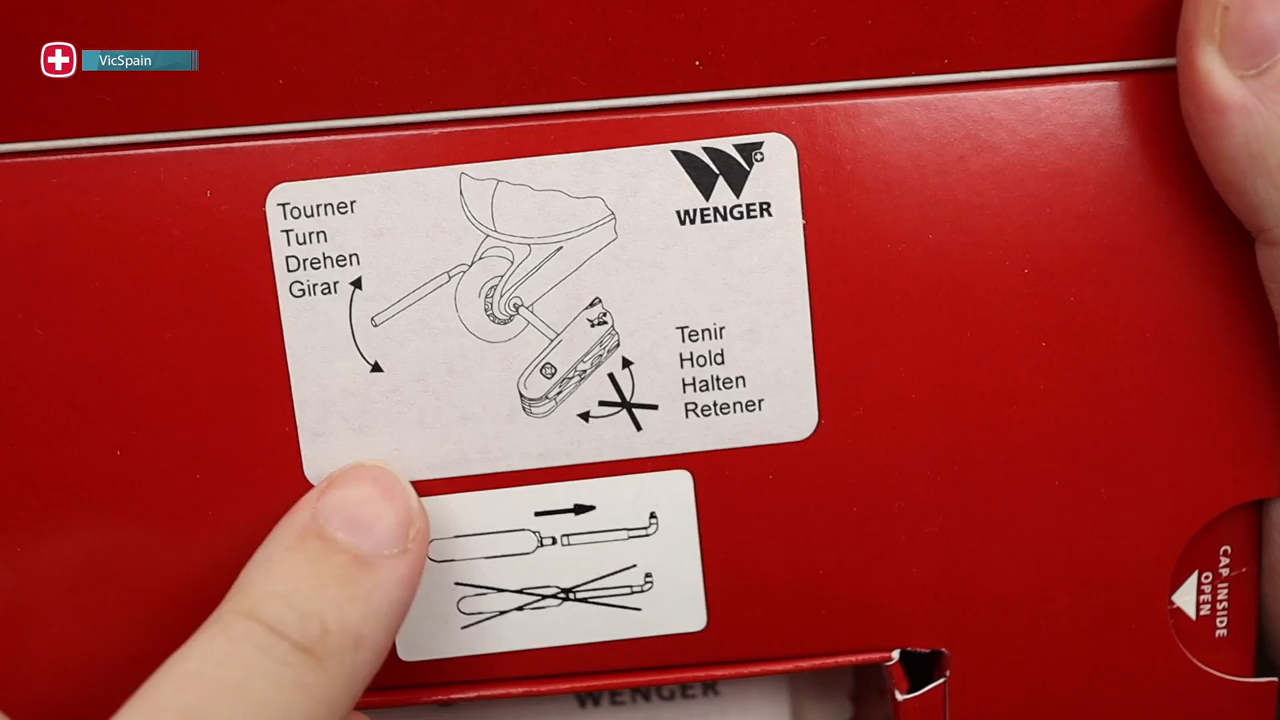 VicSpain
WENGER
Tourner
Turn
Drehen
Girar
Tenir
Hold
Halten
Retener
CAP INSIDE
OPEN
WENGER